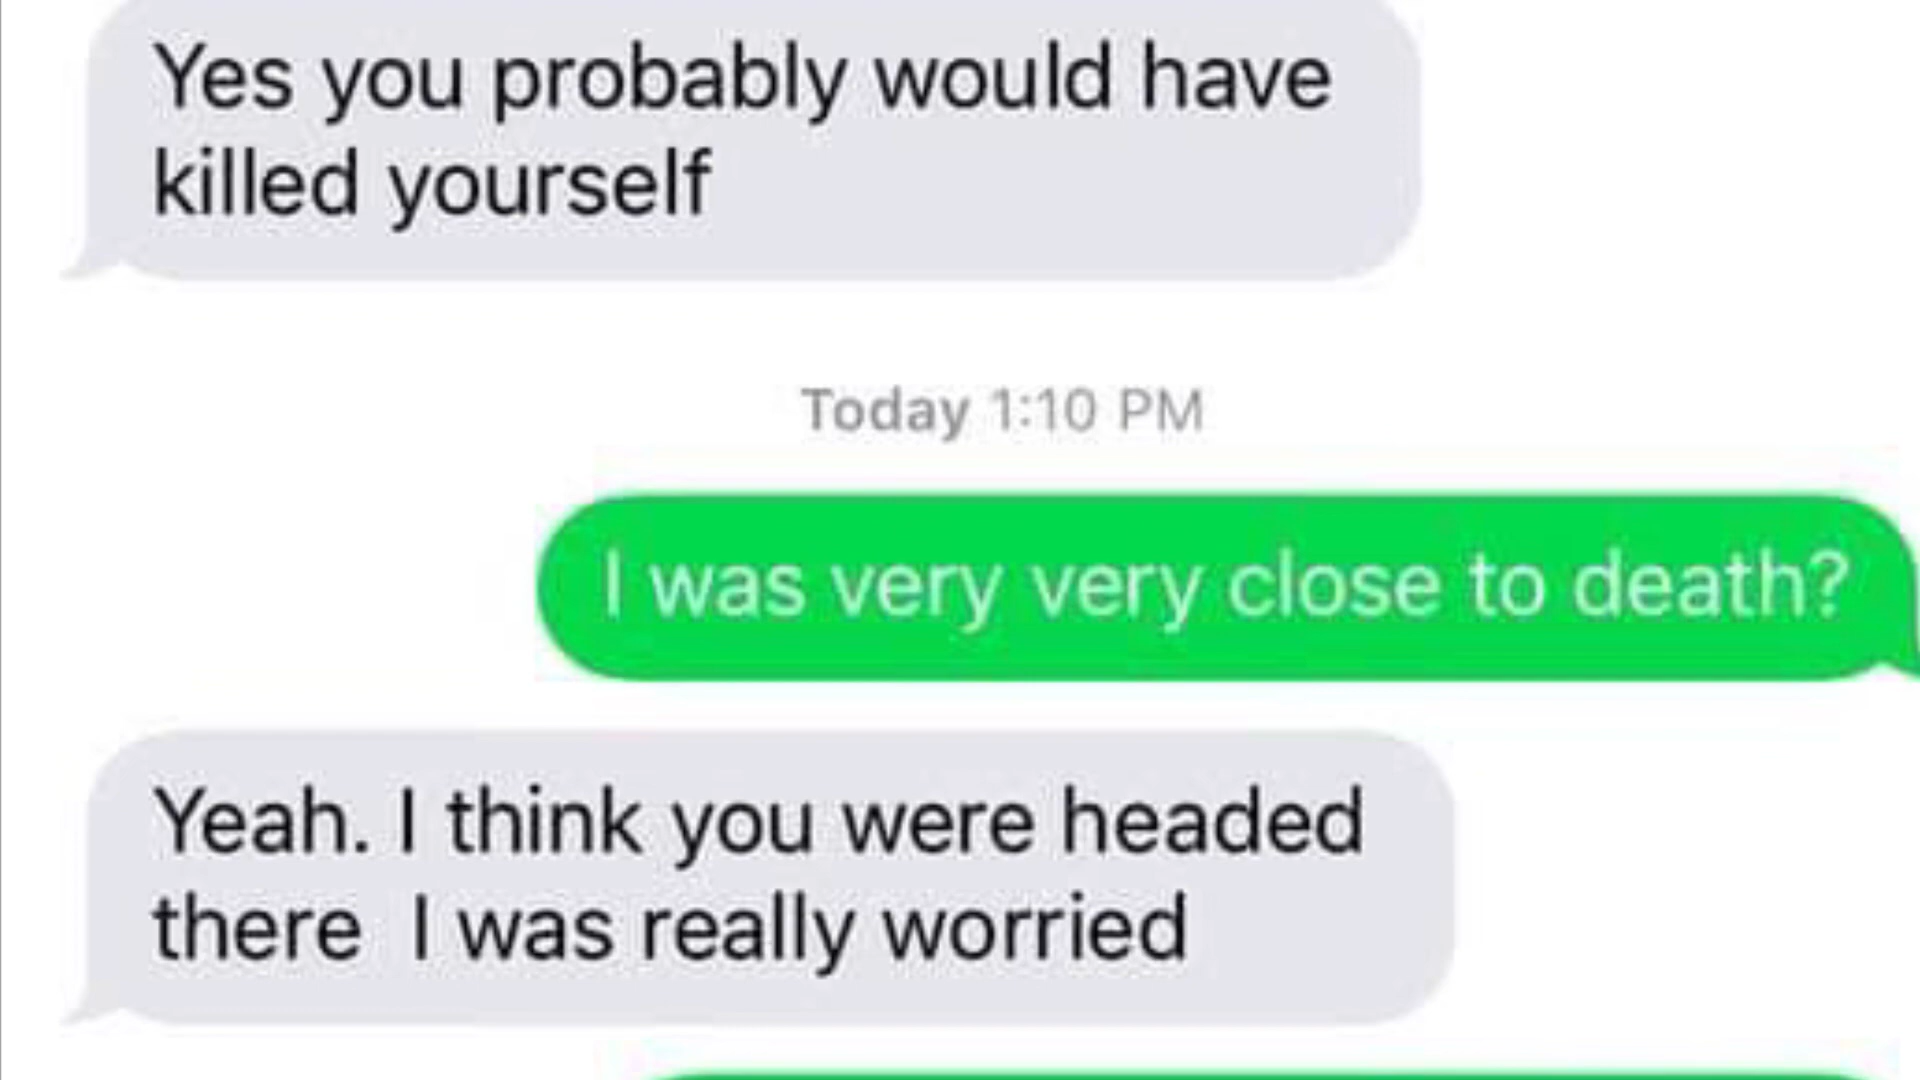 Yes you probably would have
killed yourself
Today 1:10 PM
I was very very close to death?
Yeah. I think you were headed
there  I was really worried